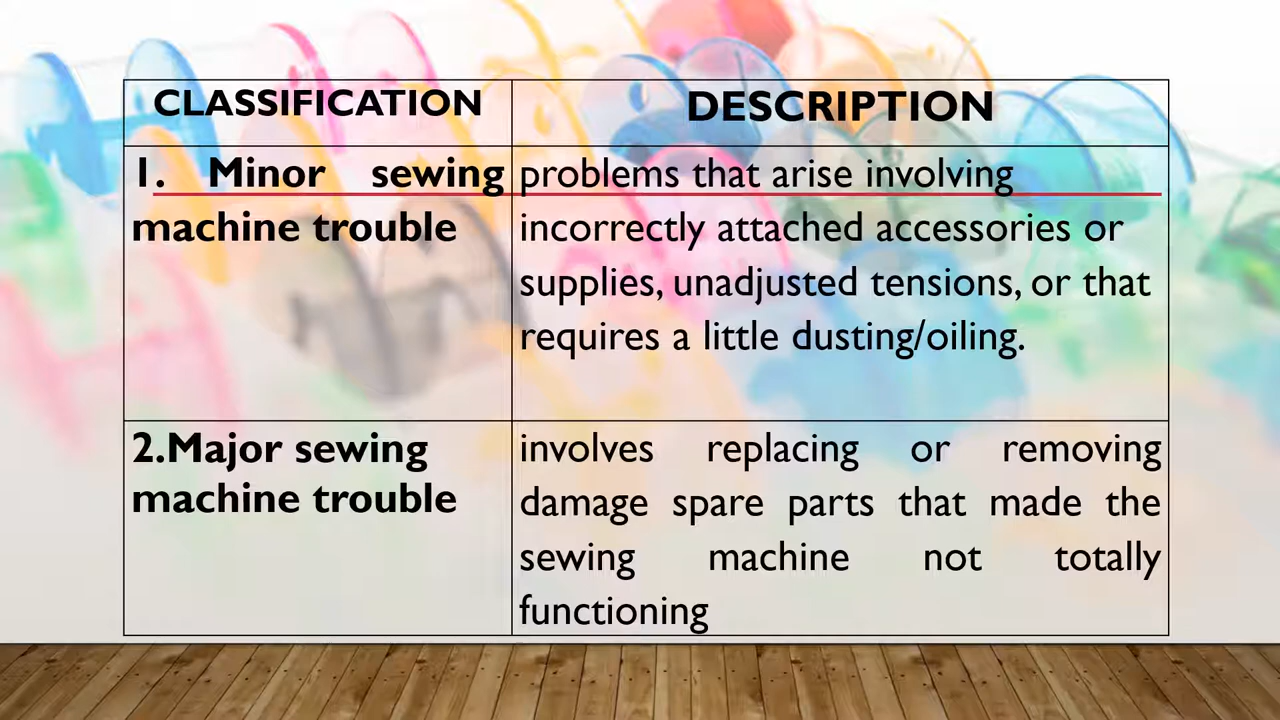 CLASSIFICATION
DESCRIPTION
1. Minor sewing
machine trouble
problems that arise involving
incorrectly attached accessories or
supplies, unadjusted tensions, or that
requires a little dusting/oiling.
2.Major sewing
machine trouble
involves replacing or removing
damage spare parts that made the
sewing machine not totally
functioning